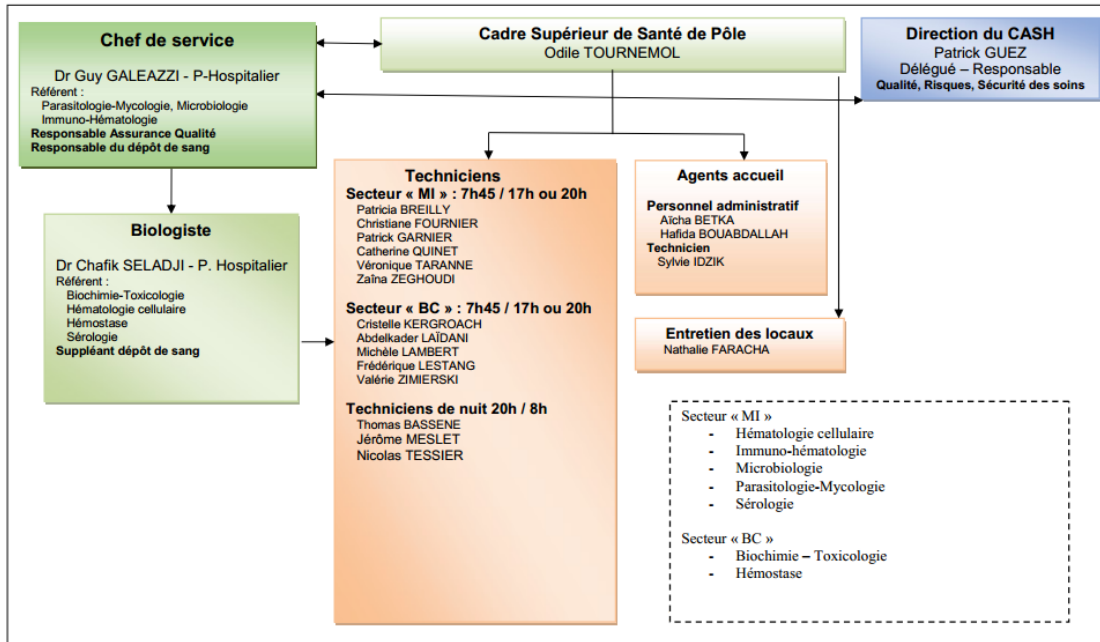 Chef de service
Dr Guy GALEAZZI - P-Hospitalier
Référent :
Parasitologie-Mycologie, Microbiologie
Immuno-Hématologie
Responsable Assurance Qualité
Responsable du dépôt de sang
Cadre Supérieur de Santé de Pôle
Odile TOURNEMOL
Direction du CASH
Patrick GUEZ
Délégué – Responsable
Qualité, Risques, Sécurité des soins
Biologiste
Dr Chafik SELADJI - P. Hospitalier
Référent :
Biochimie-Toxicologie
Hématologie cellulaire
Hémostase
Sérologie
Suppléant dépôt de sang
Techniciens
Secteur « MI » : 7h45 / 17h ou 20h
Patricia BREILLY
Christiane FOURNIER
Patrick GARNIER
Catherine QUINET
Véronique TARANNE
Zaïna ZEGHOUDI
Secteur « BC » : 7h45 / 17h ou 20h
Cristelle KERGROACH
Abdelkader LAÏDANI
Michèle LAMBERT
Frédérique LESTANG
Valérie ZIMIERSKI
Techniciens de nuit 20h / 8h
Thomas BASSENE
Jérôme MESLET
Nicolas TESSIER
Agents accueil
Personnel administratif
Aïcha BETKA
Hafida BOUABDALLAH
Technicien
Sylvie IDZIK
Entretien des locaux
Nathalie FARACHA
Secteur « MI »
- Hématologie cellulaire
- Immuno-hématologie
- Microbiologie
- Parasitologie-Mycologie
- Sérologie
Secteur « BC »
- Biochimie – Toxicologie
- Hémostase